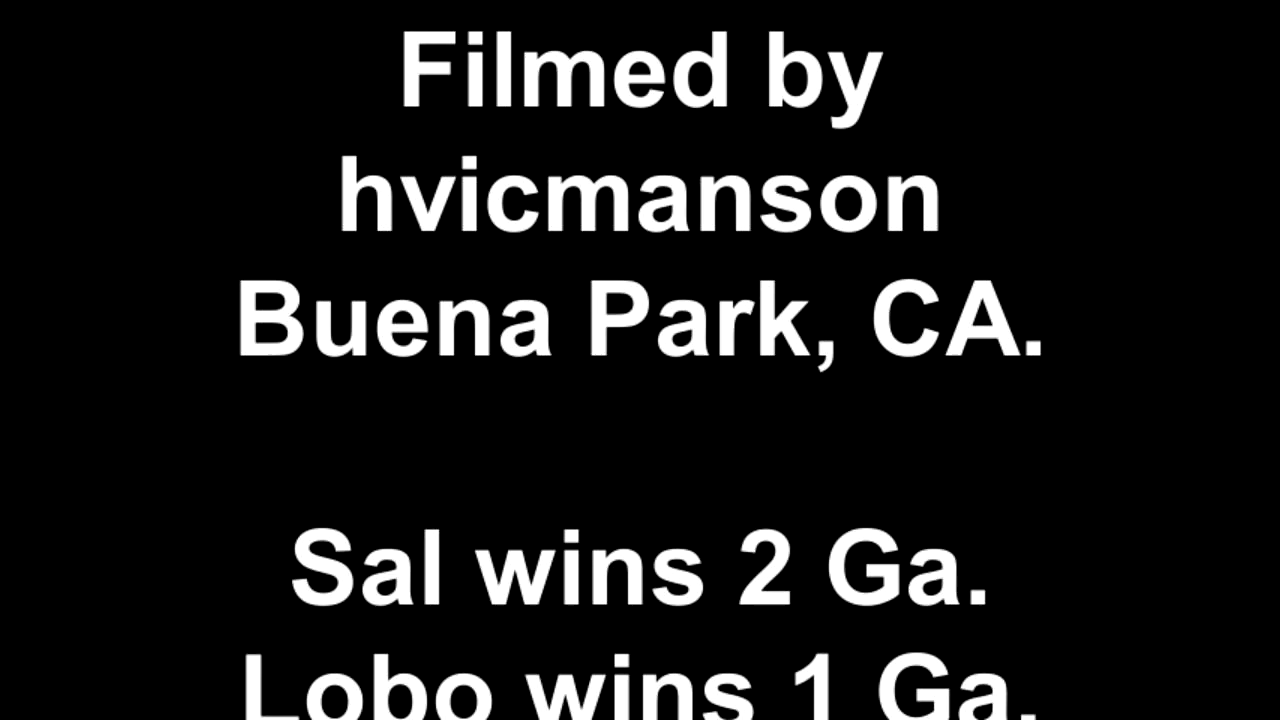 Filmed by
hvicmanson
Buena Park, CA.
Sal wins 2 Ga.
Lobo wins 1 Ga.